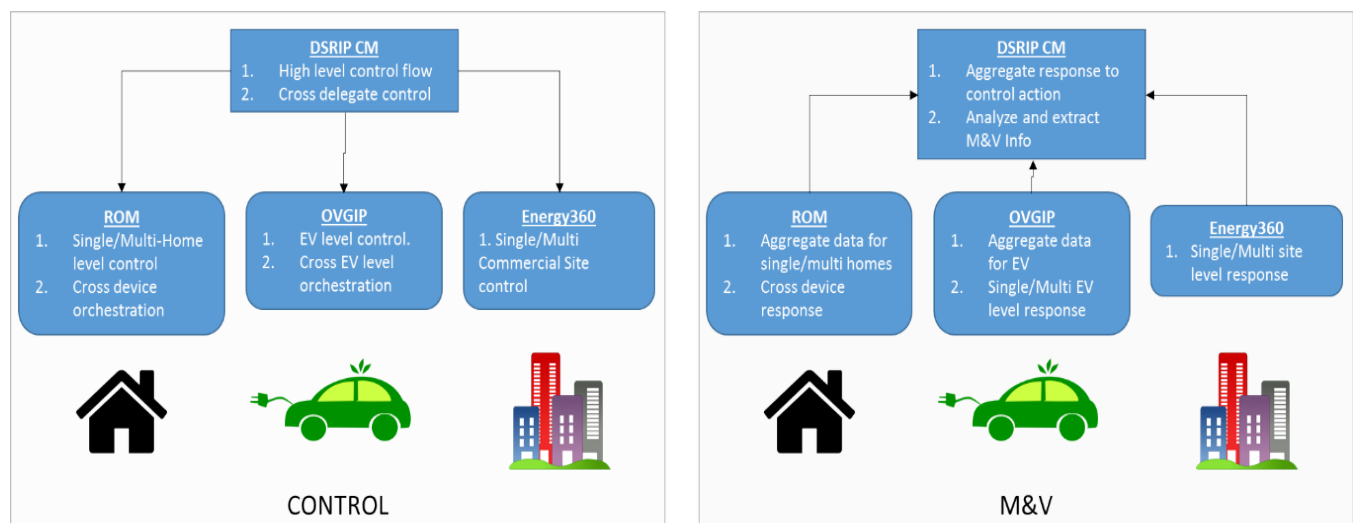 DSRIP CM
1. High level control flow
2. Cross delegate control
ROM
1. Single/Multi-Home
level control
2. Cross device
orchestration
OVGIP
1. EV level control.
2. Cross EV level
orchestration
Energy360
1. Single/Multi
Commercial Site
control
CONTROL
DSRIP CM
1. Aggregate response to
control action
2. Analyze and extract
M&V Info
ROM
1. Aggregate data for
single/multi homes
2. Cross device
response
OVGIP
1. Aggregate data
for EV
2. Single/Multi EV
level response
Energy360
1. Single/Multi site
level response
M&V